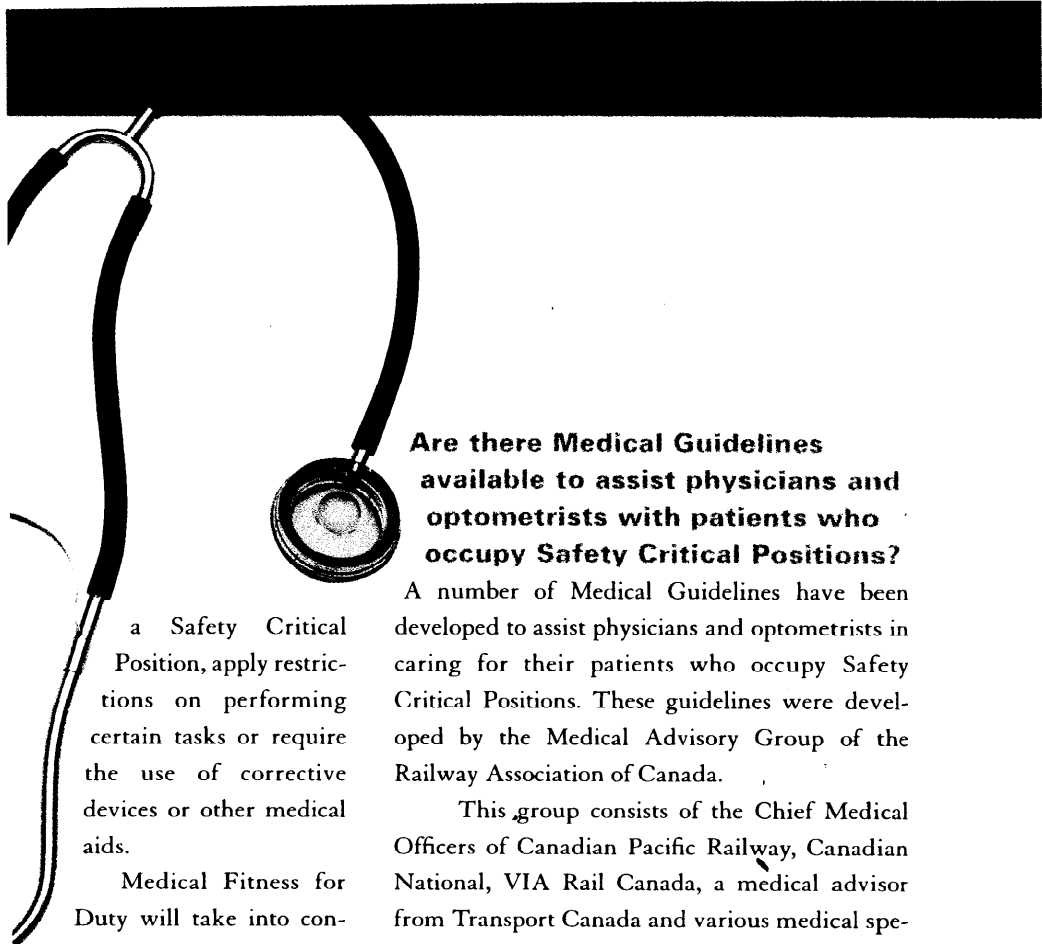 a Safety Critical
Position, apply restric-
tions on performing
certain tasks or require
the use of corrective
devices or other medical
aids.
Medical Fitness for
Duty will take into con-
Are there Medical Guidelines
available to assist physicians and
optometrists with patients who
occupy Safety Critical Positions?
A number of Medical Guidelines have been
developed to assist physicians and optometrists in
caring for their patients who occupy Safety
Critical Positions. These guidelines were devel-
oped by the Medical Advisory Group of the
Railway Association of Canada.
This group consists of the Chief Medical
Officers of Canadian Pacific Railway, Canadian
National, VIA Rail Canada, a medical advisor
from Transport Canada and various medical spe-